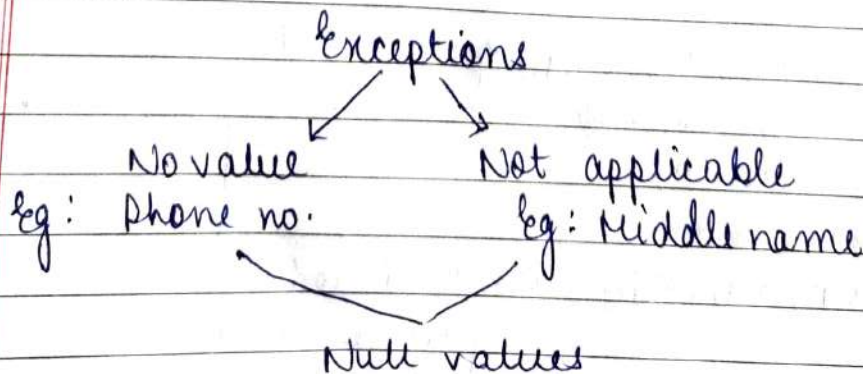 Exceptions
No value Not applicable
Eg: Phone no. Eg: Middle name
Null values